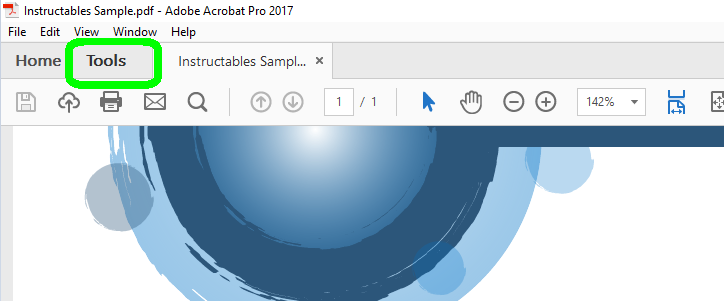 Instructables Sample.pdf - Adobe Acrobat Pro 2017
File Edit View Window Help
Home Tools Instructables Sampl... ×
1 / 1 142%